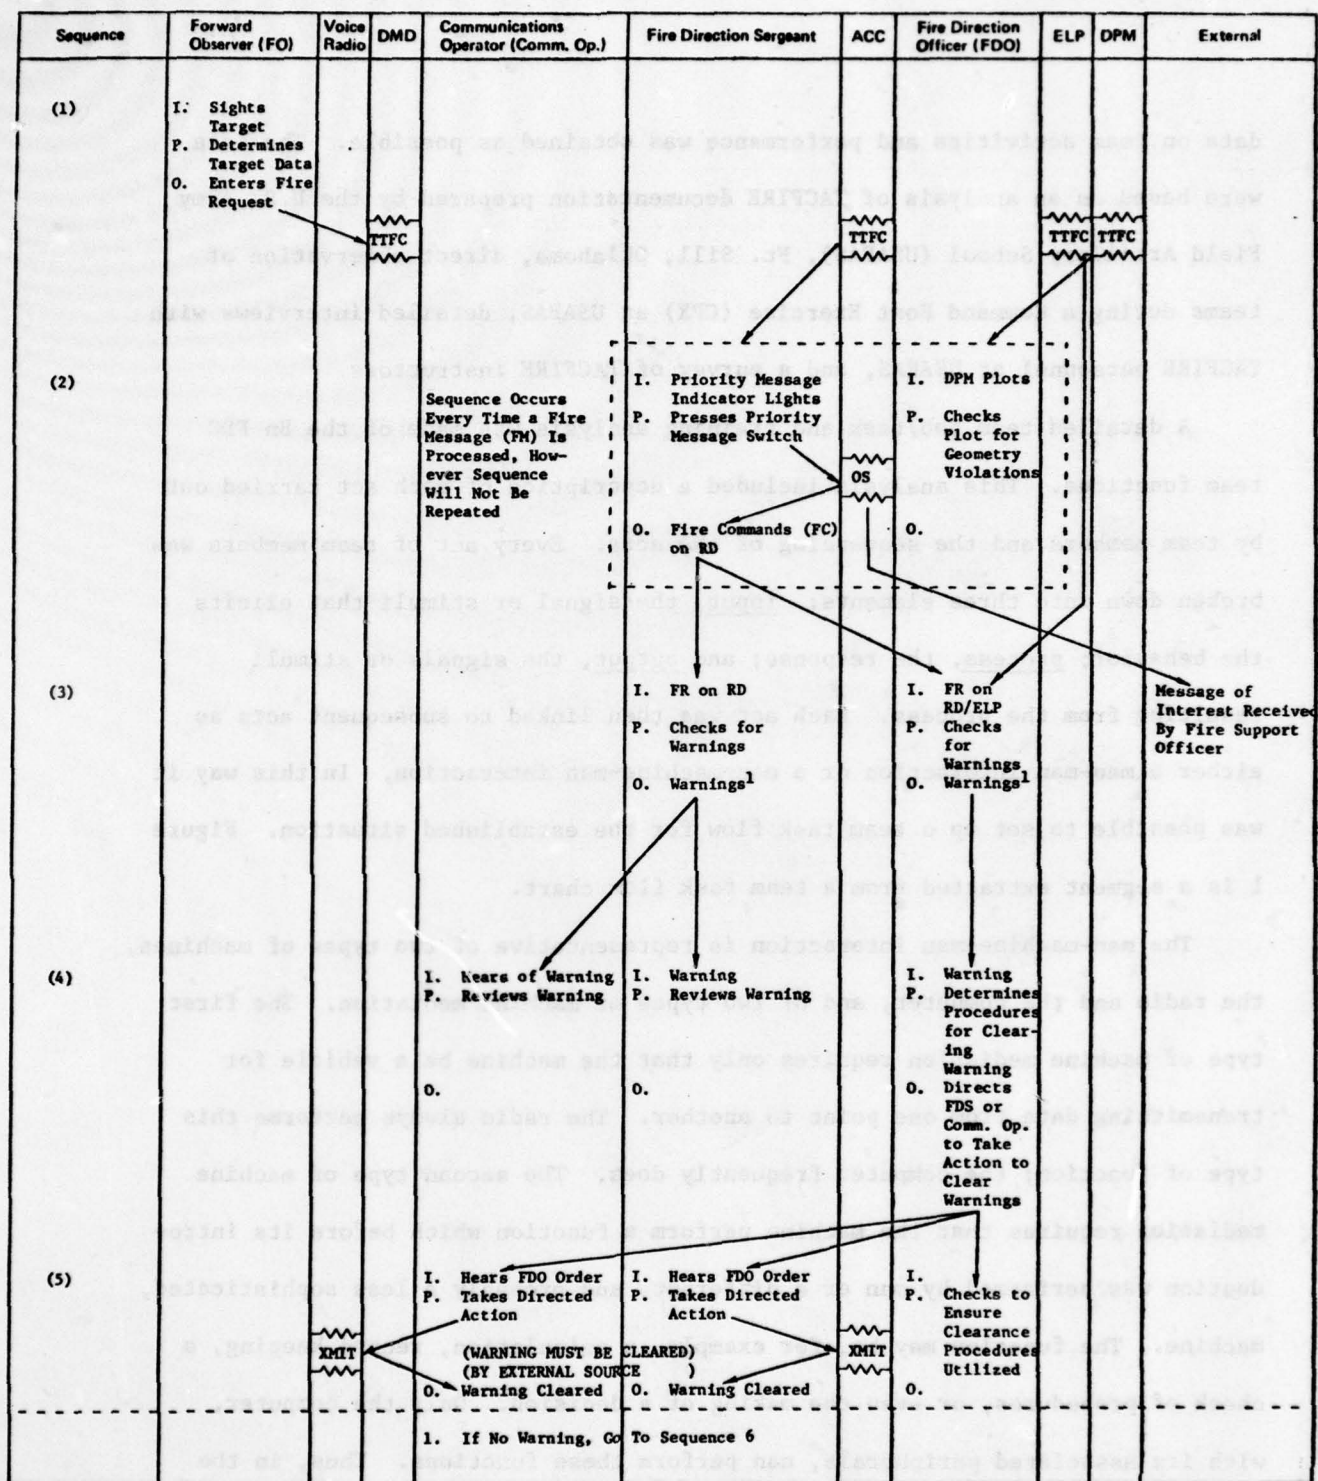 Sequence
Forward
Observer (FO)
Voice
Radio
DMD
Communications
Operator (Comm. Op.)
Fire Direction Sergeant
ACC
Fire Direction
Officer (FDO)
ELP
DPM
External
(1)
I. Sights
Target
P. Determines
Target Data
O. Enters Fire
Request
TTFC
TTFC
TTFC
TTFC
(2)
Sequence Occurs
Every Time a Fire
Message (FM) Is
Processed, How-
ever Sequence
Will Not Be
Repeated
I. Priority Message
Indicator Lights
P. Presses Priority
Message Switch
OS
O. Fire Commands (FC)
on RD
I. DPM Plots
P. Checks
Plot for
Geometry
Violations
O.
(3)
I. FR on RD
P. Checks for
Warnings
O. Warnings1
I. FR on
RD/ELP
P. Checks
for
Warnings
O. Warnings1
Message of
Interest Received
By Fire Support
Officer
(4)
I. Hears of Warning
P. Reviews Warning
O.
I. Warning
P. Reviews Warning
O.
I. Warning
P. Determines
Procedures
for Clear-
ing
Warning
O. Directs
FDS or
Comm. Op.
to Take
Action to
Clear
Warnings
(5)
I. Hears FDO Order
P. Takes Directed
Action
I. Hears FDO Order
P. Takes Directed
Action
I.
P. Checks to
Ensure
Clearance
Procedures
Utilized
O.
XMIT
(WARNING MUST BE CLEARED)
(BY EXTERNAL SOURCE )
XMIT
O. Warning Cleared
O. Warning Cleared
1. If No Warning, Go To Sequence 6